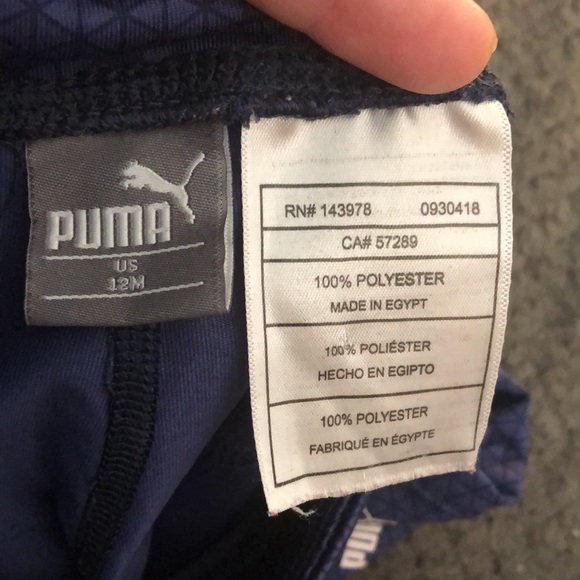 PUMA
US
12M
RN# 143978 0930418
CA# 57289
100% POLYESTER
MADE IN EGYPT
100% POLIÉSTER
HECHO EN EGIPTO
100% POLYESTER
FABRIQUÉ EN ÉGYPTE
PUMA